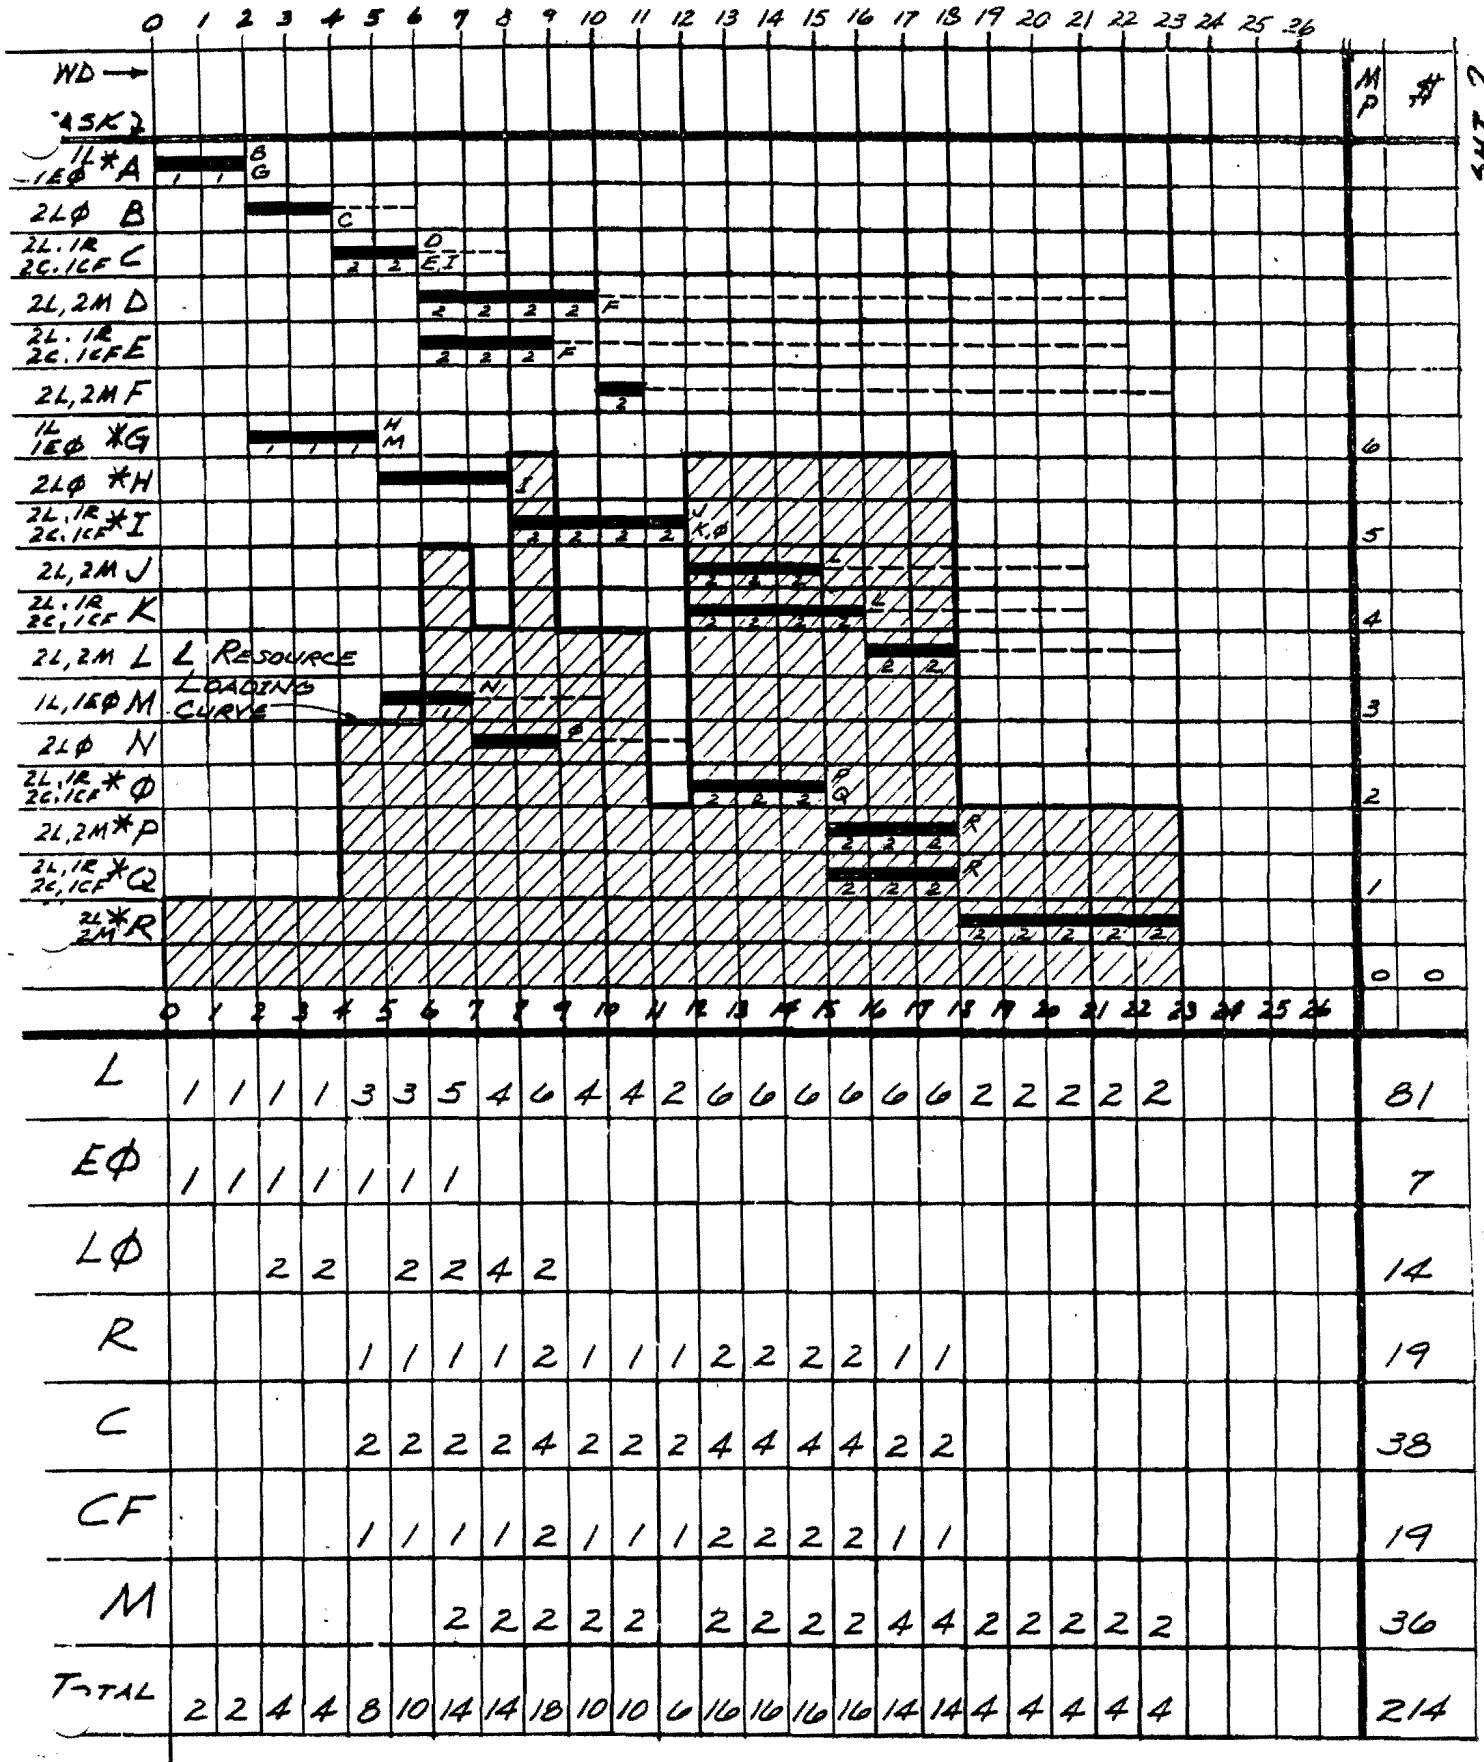 0 1 2 3 4 5 6 7 8 9 10 11 12 13 14 15 16 17 18 19 20 21 22 23 24 25 26
WD → M P #
SHT 2
ASK
1L 1EØ *A B G
1 1
2LØ B C
2L.1R 2C.1CF C D E,I
2 2
2L,2M D F
2 2 2 2
2L.1R 2C.1CF E F
2 2 2
2L,2M F
2
1L 1EØ *G H M
1 1 1
6
2LØ *H I
2L.1R 2C.1CF *I J K,Ø
2 2 2 2
5
2L,2M J L
2 2 2
2L.1R 2C,1CF K L
2 2 2 2
4
2L,2M L
2 2
L RESOURCE
LOADING
CURVE
1L,1EØ M N
1 1
3
2LØ N Ø
2L.1R 2C.1CF *Ø P Q
2 2 2
2
2L,2M *P R
2 2 2
2L,1R 2C,1CF *Q R
2 2 2
1
2L 2M *R
2 2 2 2 2
0 0
0 1 2 3 4 5 6 7 8 9 10 11 12 13 14 15 16 17 18 19 20 21 22 23 24 25 26
L 1 1 1 1 3 3 5 4 6 4 4 2 6 6 6 6 6 6 2 2 2 2 2 81
EØ 1 1 1 1 1 1 1 7
LØ 2 2 2 2 4 2 14
R 1 1 1 1 2 1 1 1 2 2 2 2 1 1 19
C 2 2 2 2 4 2 2 2 4 4 4 4 2 2 38
CF 1 1 1 1 2 1 1 1 2 2 2 2 1 1 19
M 2 2 2 2 2 2 2 2 2 4 4 2 2 2 2 2 36
TOTAL 2 2 4 4 8 10 14 14 18 10 10 6 16 16 16 16 14 14 4 4 4 4 4 214